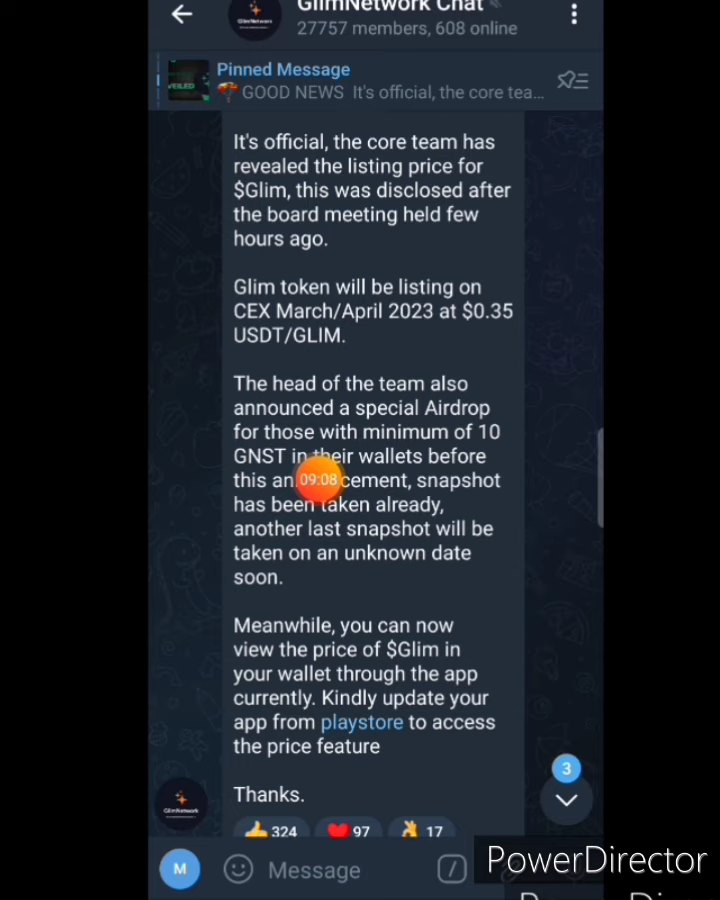 GlimNetwork Chat
27757 members, 608 online
Pinned Message
GOOD NEWS It's official, the core tea...
It's official, the core team has
revealed the listing price for
$Glim, this was disclosed after
the board meeting held few
hours ago.
Glim token will be listing on
CEX March/April 2023 at $0.35
USDT/GLIM.
The head of the team also
announced a special Airdrop
for those with minimum of 10
GNST in their wallets before
this an 09:08 cement, snapshot
has been taken already,
another last snapshot will be
taken on an unknown date
soon.
Meanwhile, you can now
view the price of $Glim in
your wallet through the app
currently. Kindly update your
app from playstore to access
the price feature
Thanks.
3
GlimNetwork
324 97 17
M
Message
/
PowerDirector